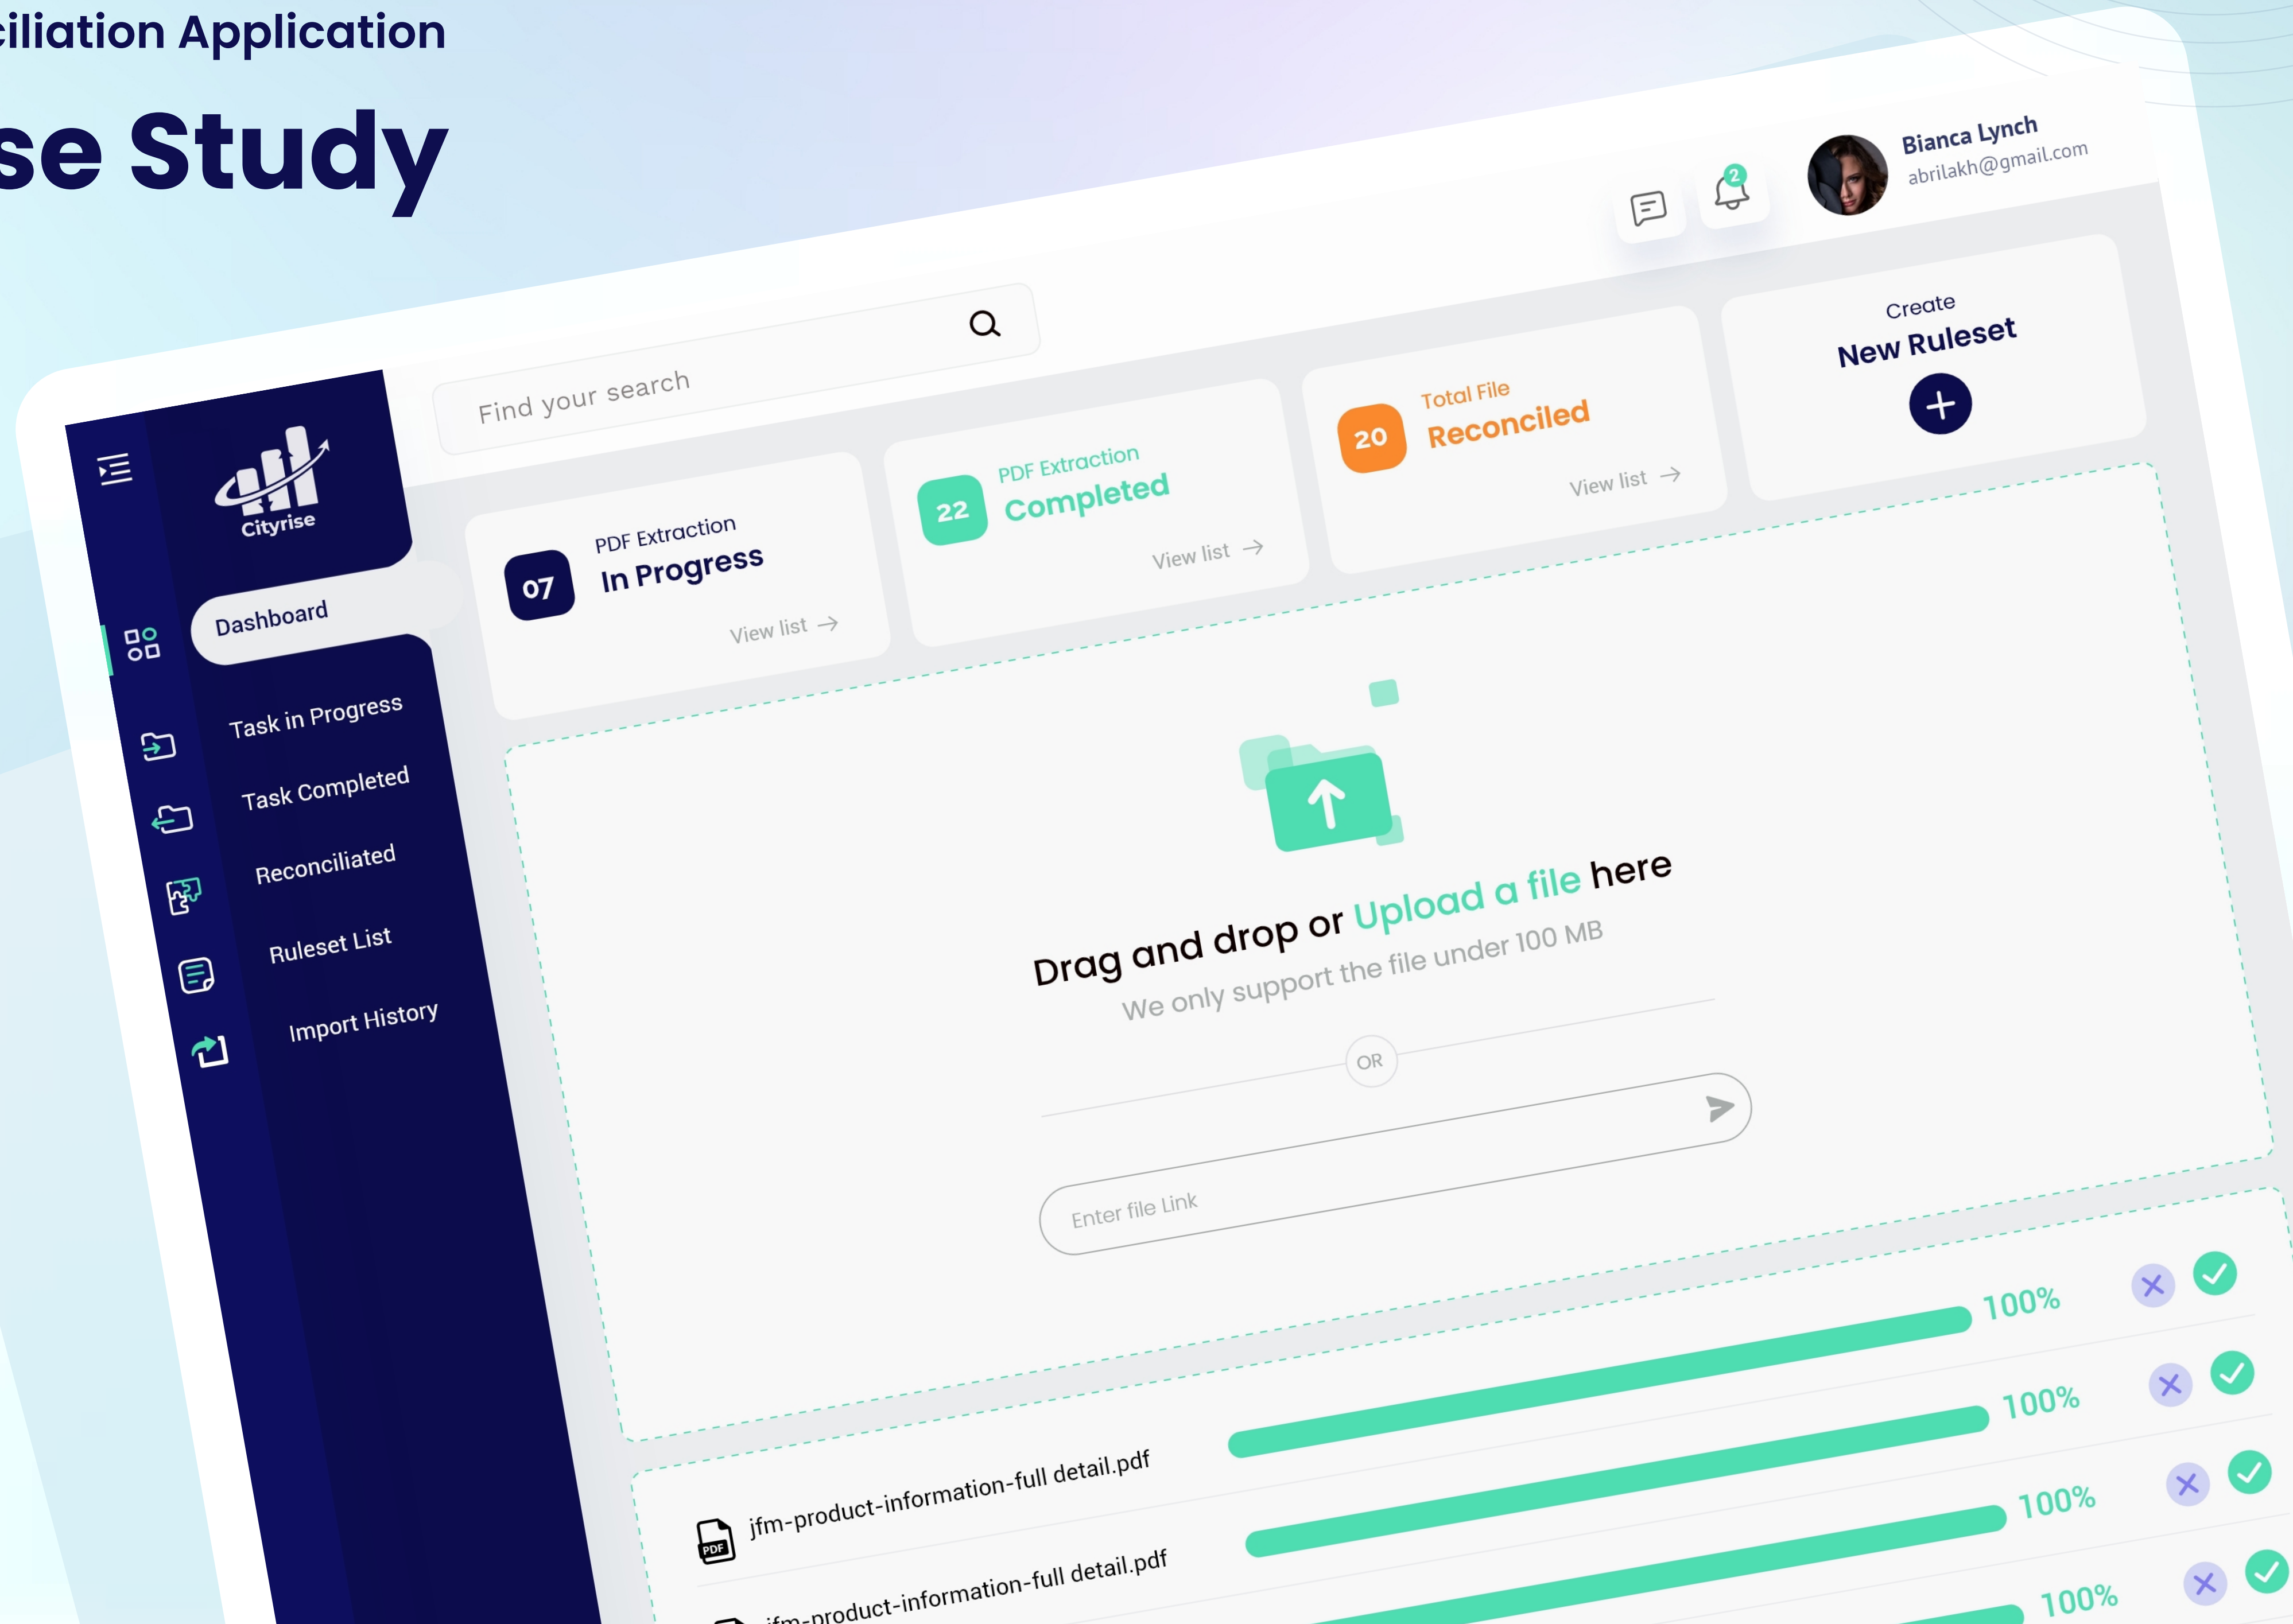 ciliation Application
se Study
Bianca Lynch
abrilakh@gmail.com
2
Find your search
Cityrise
Dashboard
Task in Progress
Task Completed
Reconciliated
Ruleset List
Import History
07
PDF Extraction
In Progress
View list
22
PDF Extraction
Completed
View list
20
Total File
Reconciled
View list
Create
New Ruleset
Drag and drop or Upload a file here
We only support the file under 100 MB
OR
Enter file Link
PDF
jfm-product-information-full detail.pdf
100%
jfm-product-information-full detail.pdf
100%
100%
100%